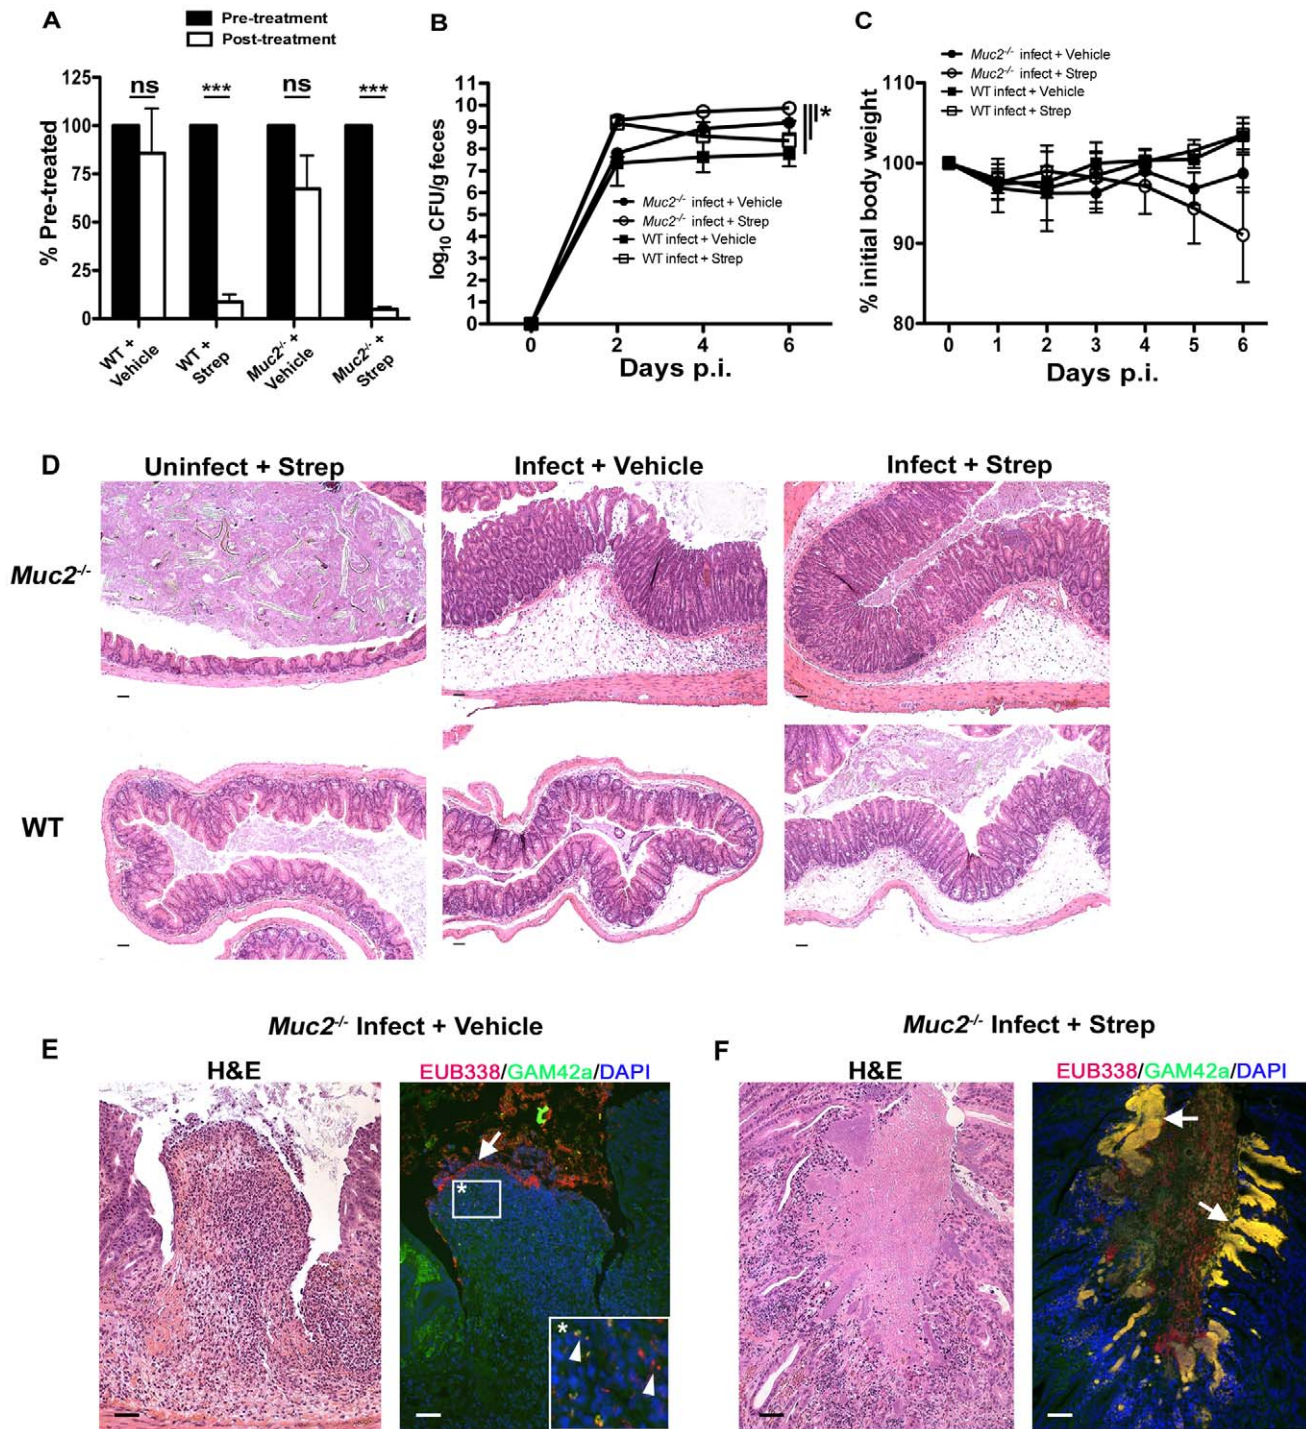 A
Pre-treatment
Post-treatment
% Pre-treated
125
100
75
50
25
0
ns
***
ns
***
WT + Vehicle
WT + Strep
Muc2-/- + Vehicle
Muc2-/- + Strep
B
log10 CFU/g feces
11
10
9
8
7
6
5
4
3
2
1
0
*
Muc2-/- infect + Vehicle
Muc2-/- infect + Strep
WT infect + Vehicle
WT infect + Strep
0 2 4 6
Days p.i.
C
Muc2-/- infect + Vehicle
Muc2-/- infect + Strep
WT infect + Vehicle
WT infect + Strep
% initial body weight
110
100
90
80
0 1 2 3 4 5 6
Days p.i.
D
Uninfect + Strep
Infect + Vehicle
Infect + Strep
Muc2-/-
WT
Muc2-/- Infect + Vehicle
E
H&E
EUB338/GAM42a/DAPI
*
*
Muc2-/- Infect + Strep
F
H&E
EUB338/GAM42a/DAPI